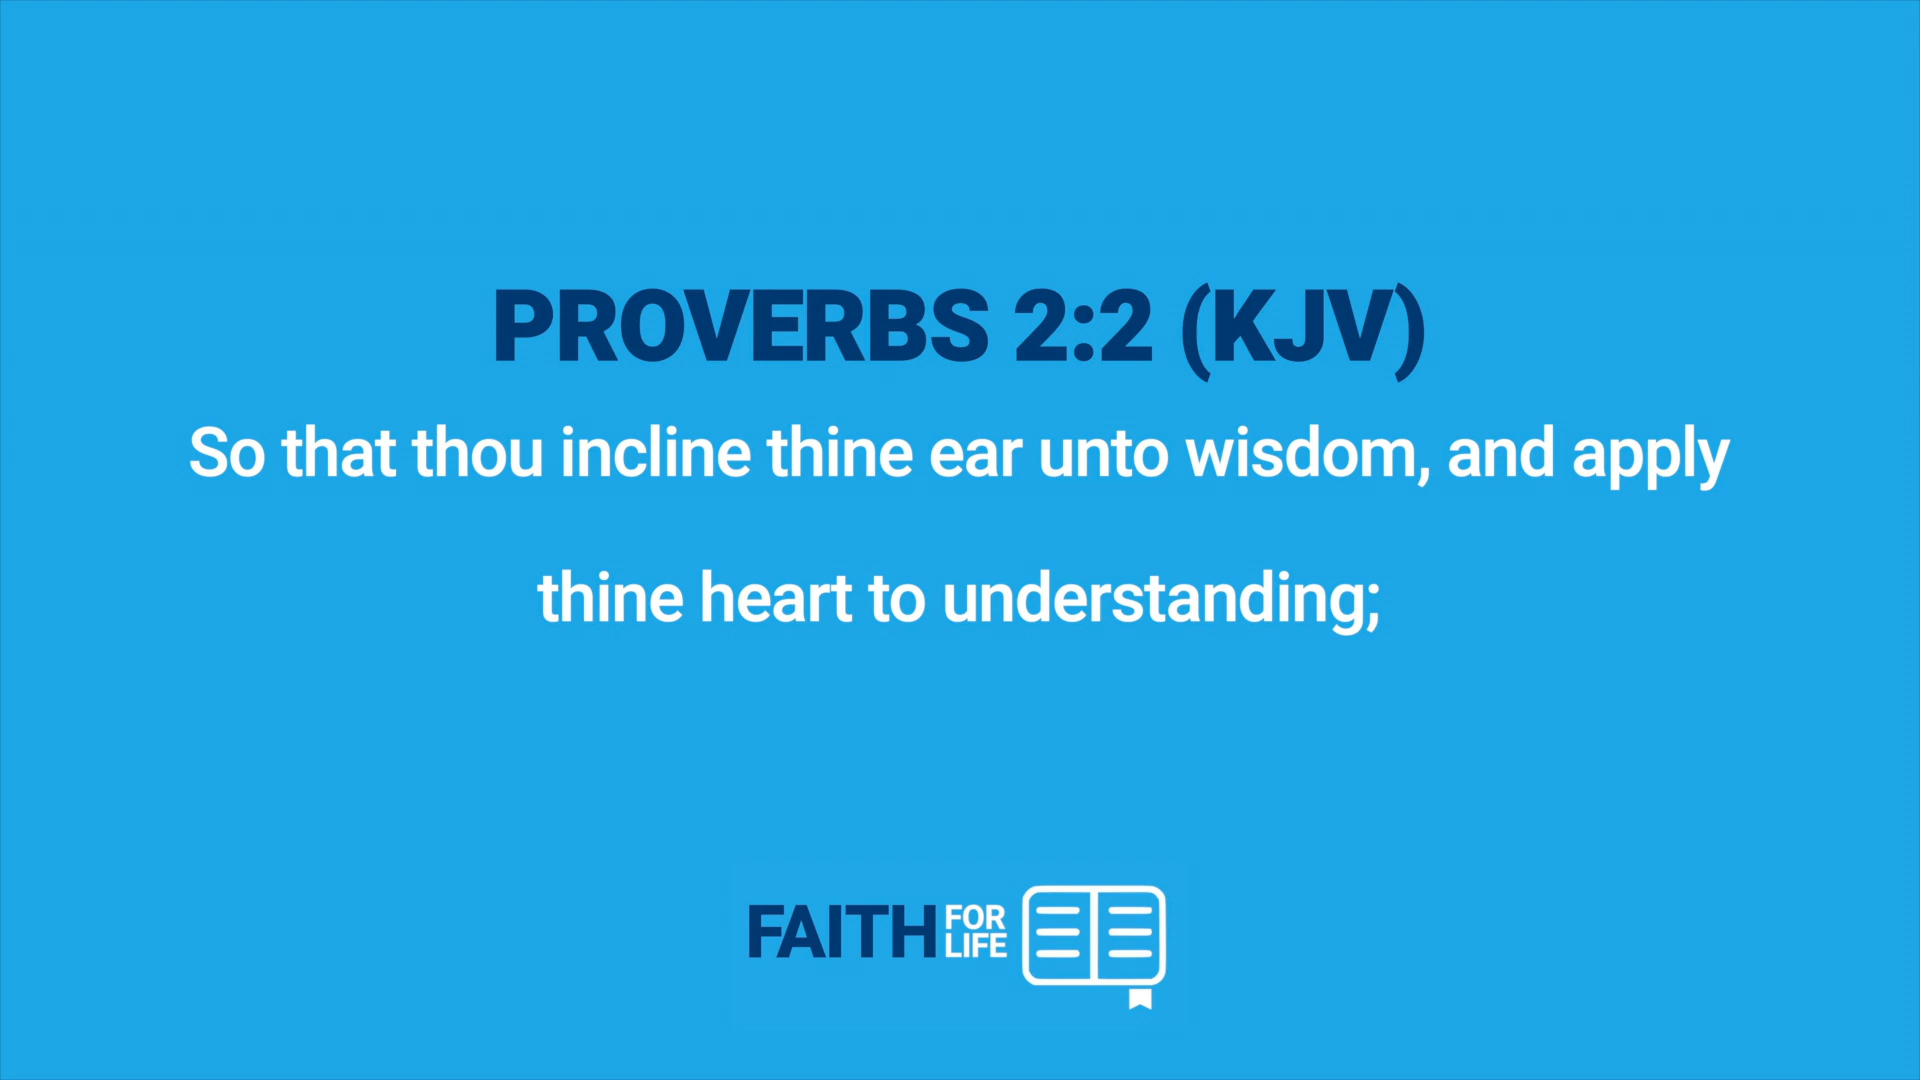 PROVERBS 2:2 (KJV)
So that thou incline thine ear unto wisdom, and apply
thine heart to understanding;
FAITH FOR
LIFE